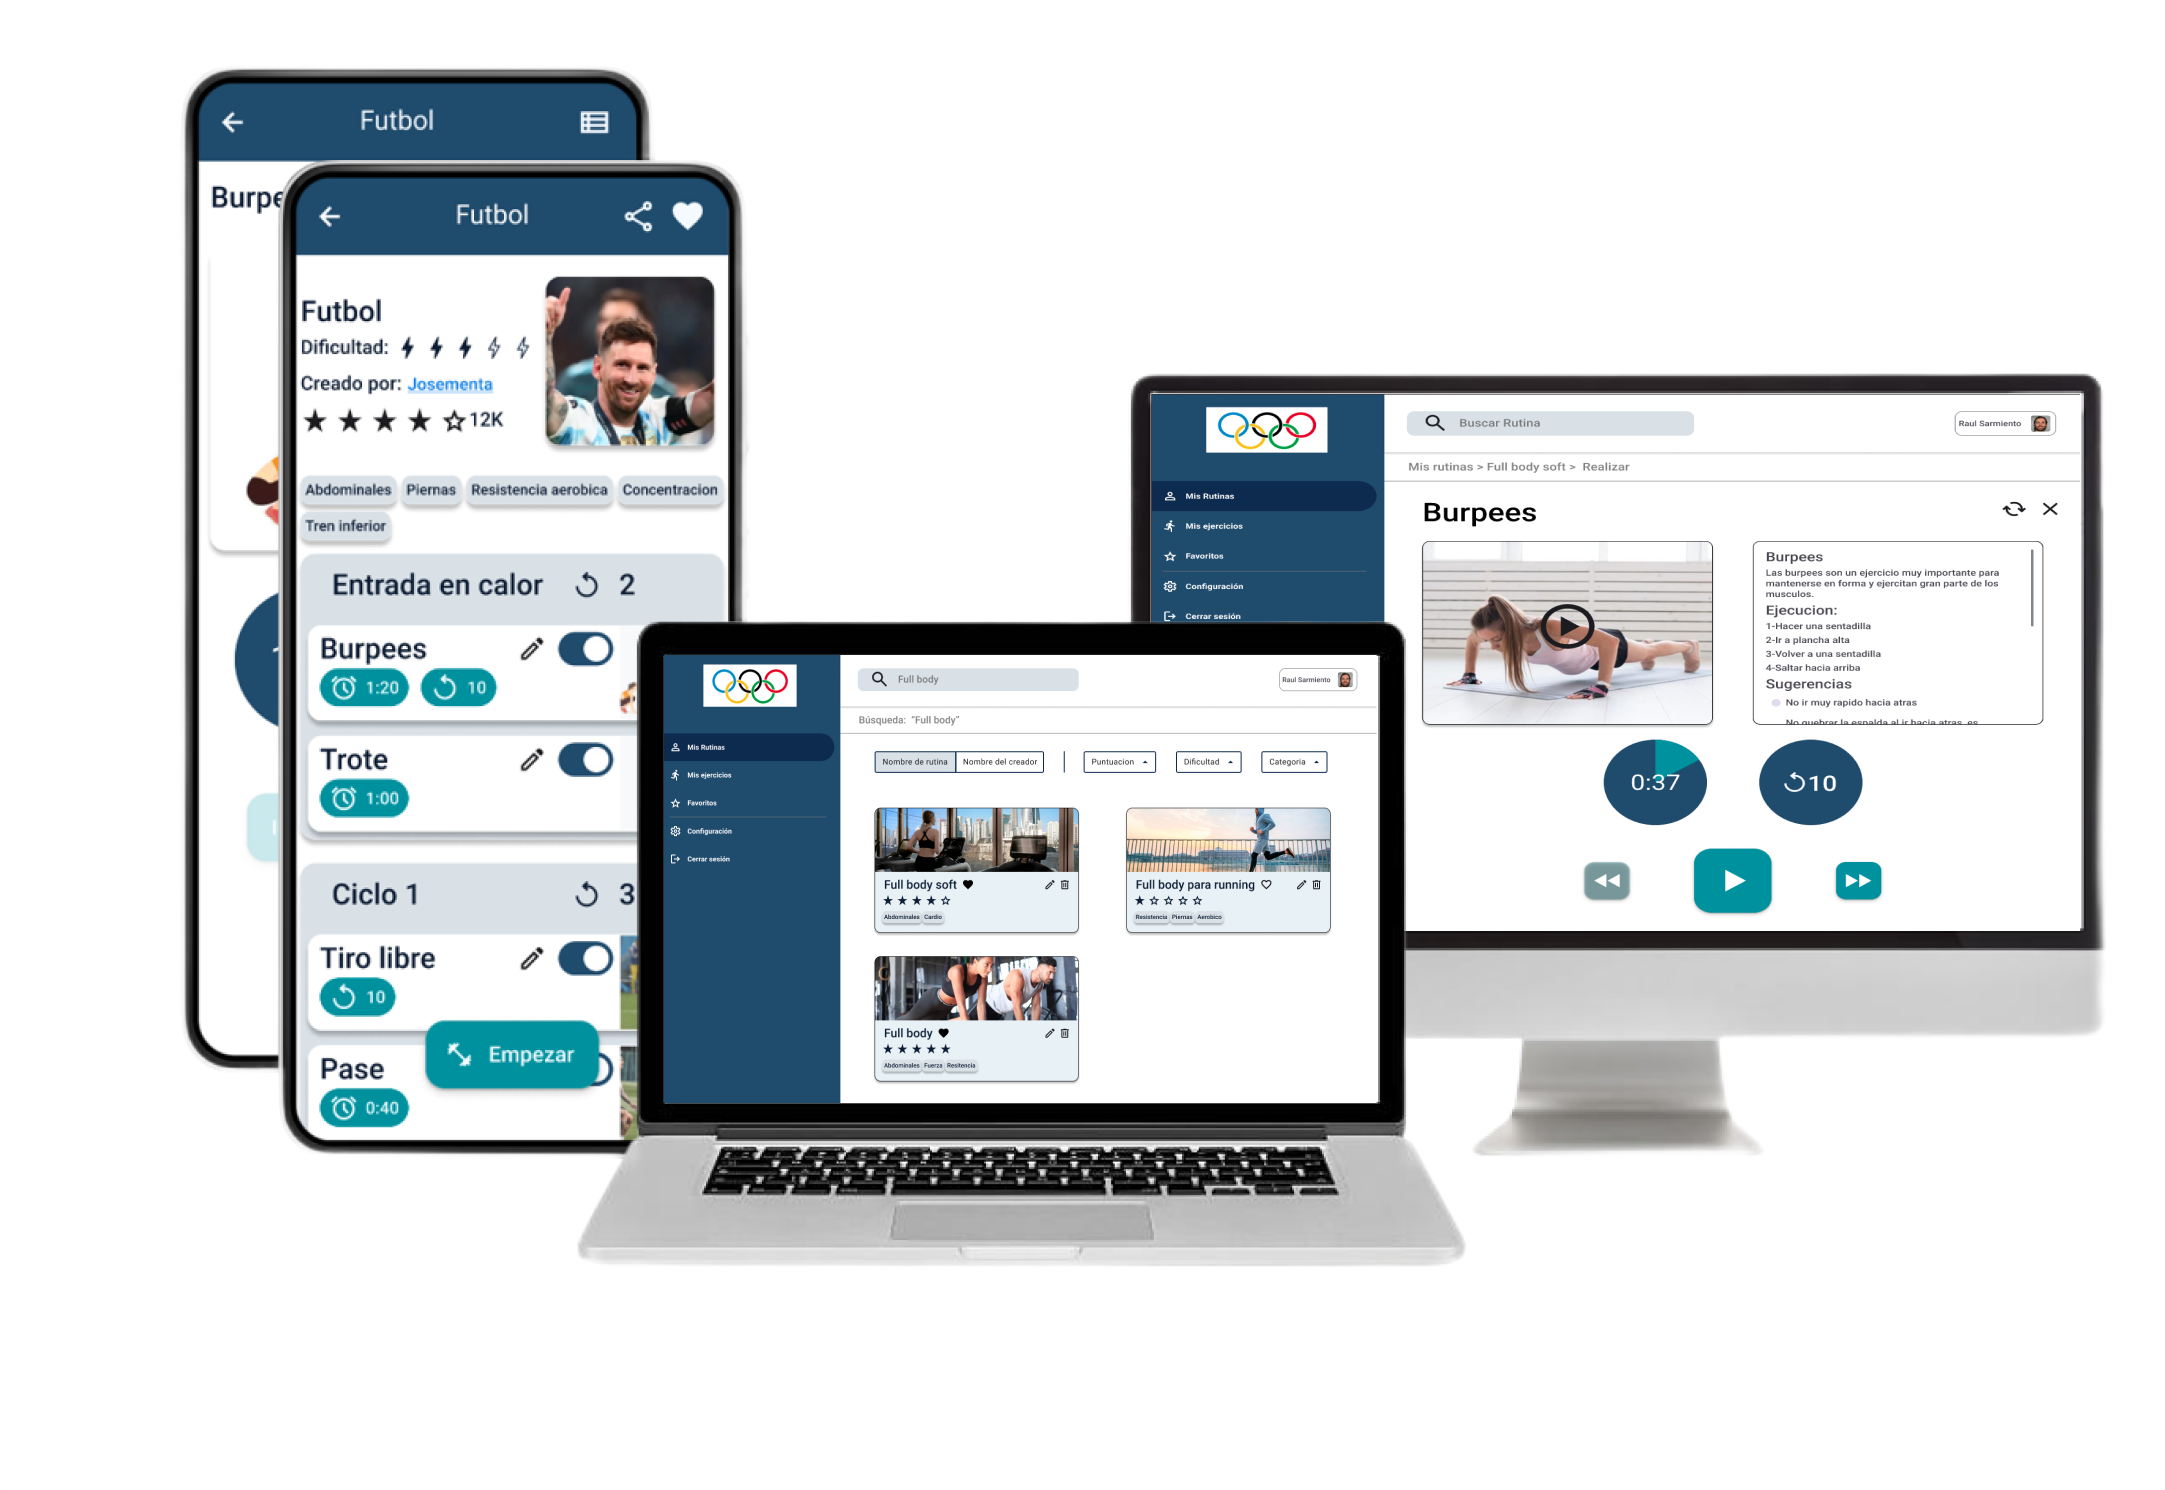 Futbol
Burpe
Futbol
Futbol
Dificultad:
Creado por: Josementa
12K
Abdominales Piernas Resistencia aerobica Concentracion
Tren inferior
Entrada en calor 2
Burpees
1:20 10
Trote
1:00
Ciclo 1 3
Tiro libre
10
Pase
0:40
Empezar
Full body
Raul Sarmiento
Búsqueda: "Full body"
Mis Rutinas
Mis ejercicios
Favoritos
Configuración
Cerrar sesión
Nombre de rutina Nombre del creador Puntuacion Dificultad Categoria
Full body soft
Abdominales Cardio
Full body para running
Resistencia Piernas Aerobico
Full body
Abdominales Fuerza Resitencia
Buscar Rutina
Raul Sarmiento
Mis rutinas > Full body soft > Realizar
Mis Rutinas
Mis ejercicios
Favoritos
Configuración
Cerrar sesión
Burpees
Burpees
Las burpees son un ejercicio muy importante para
mantenerse en forma y ejercitan gran parte de los
musculos.
Ejecucion:
1-Hacer una sentadilla
2-Ir a plancha alta
3-Volver a una sentadilla
4-Saltar hacia arriba
Sugerencias
No ir muy rapido hacia atras
No quebrar la espalda al ir hacia atras, es
0:37
10